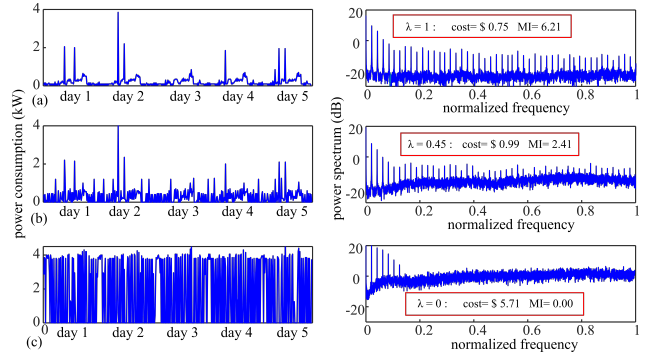 4
2
0
(a)
day 1 day 2 day 3 day 4 day 5
power consumption (kW)
4
2
0
(b)
day 1 day 2 day 3 day 4 day 5
4
2
0
(c)
day 1 day 2 day 3 day 4 day 5
20
0
-20
λ = 1 : cost= $ 0.75 MI= 6.21
0 0.2 0.4 0.6 0.8 1
normalized frequency
power spectrum (dB)
20
0
-20
λ = 0.45 : cost= $ 0.99 MI= 2.41
0 0.2 0.4 0.6 0.8 1
normalized frequency
20
0
-20
λ = 0 : cost= $ 5.71 MI= 0.00
0 0.2 0.4 0.6 0.8 1
normalized frequency